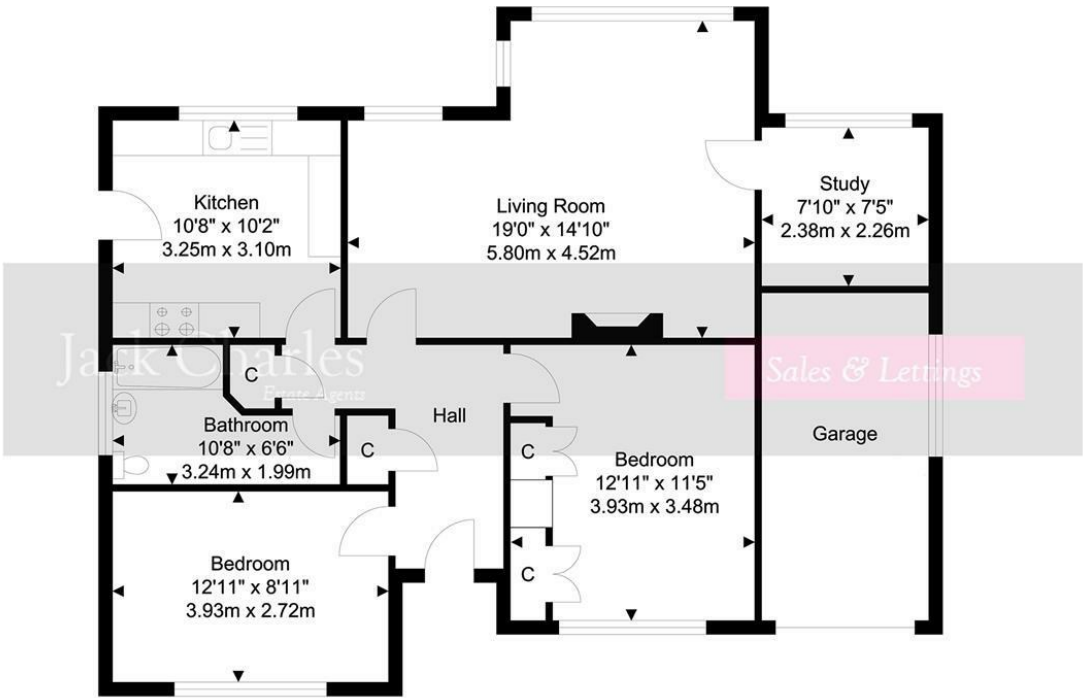 Kitchen
10'8" x 10'2"
3.25m x 3.10m
Living Room
19'0" x 14'10"
5.80m x 4.52m
Study
7'10" x 7'5"
2.38m x 2.26m
Jack Charles
Estate Agents
Sales & Lettings
C
Bathroom
10'8" x 6'6"
3.24m x 1.99m
C
Hall
C
Bedroom
12'11" x 11'5"
3.93m x 3.48m
C
Garage
Bedroom
12'11" x 8'11"
3.93m x 2.72m